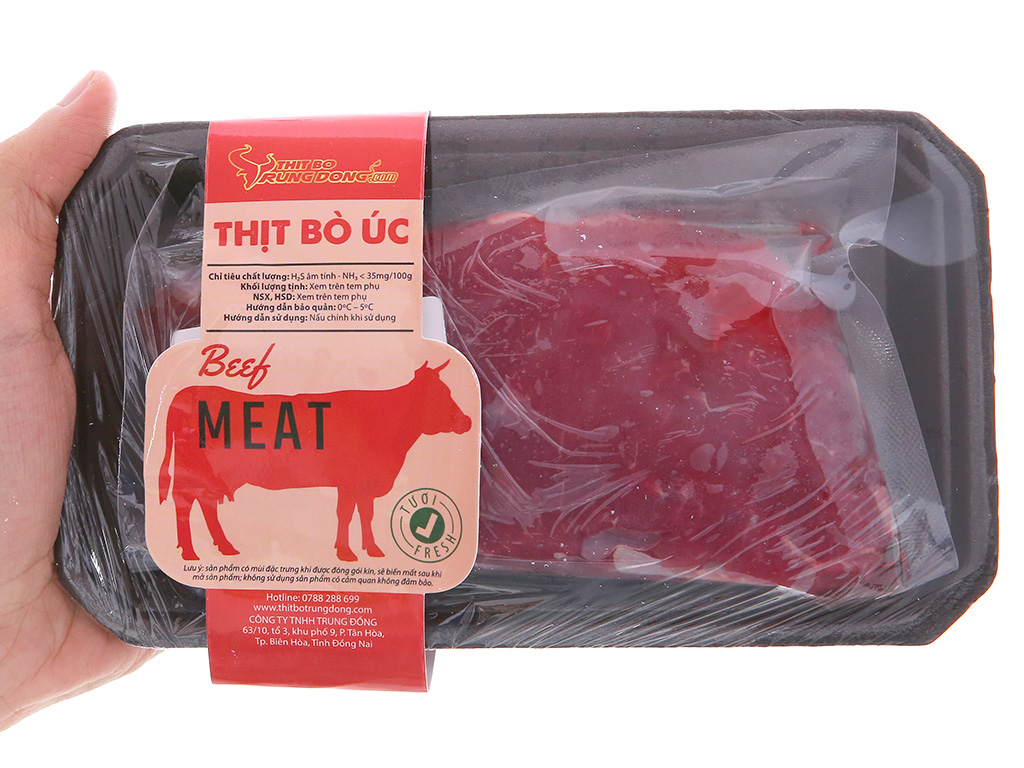 THIT BO
TRUNG DONG.com
THỊT BÒ ÚC
Chỉ tiêu chất lượng: H₂S âm tính - NH₃ < 35mg/100g
Khối lượng tịnh: Xem trên tem phụ
NSX, HSD: Xem trên tem phụ
Hướng dẫn bảo quản: 0ºC – 5ºC
Hướng dẫn sử dụng: Nấu chính khi sử dụng
Beef
MEAT
TƯƠI
FRESH
Lưu ý: sản phẩm có mùi đặc trưng khi được đóng gói kín, sẽ biến mất sau khi
mở sản phẩm; không sử dụng sản phẩm có cảm quan không đảm bảo.
Hotline: 0788 288 699
www.thitbotrungdong.com
CÔNG TY TNHH TRUNG ĐỒNG
63/10, tổ 3, khu phố 9, P. Tân Hòa,
Tp. Biên Hòa, Tỉnh Đồng Nai